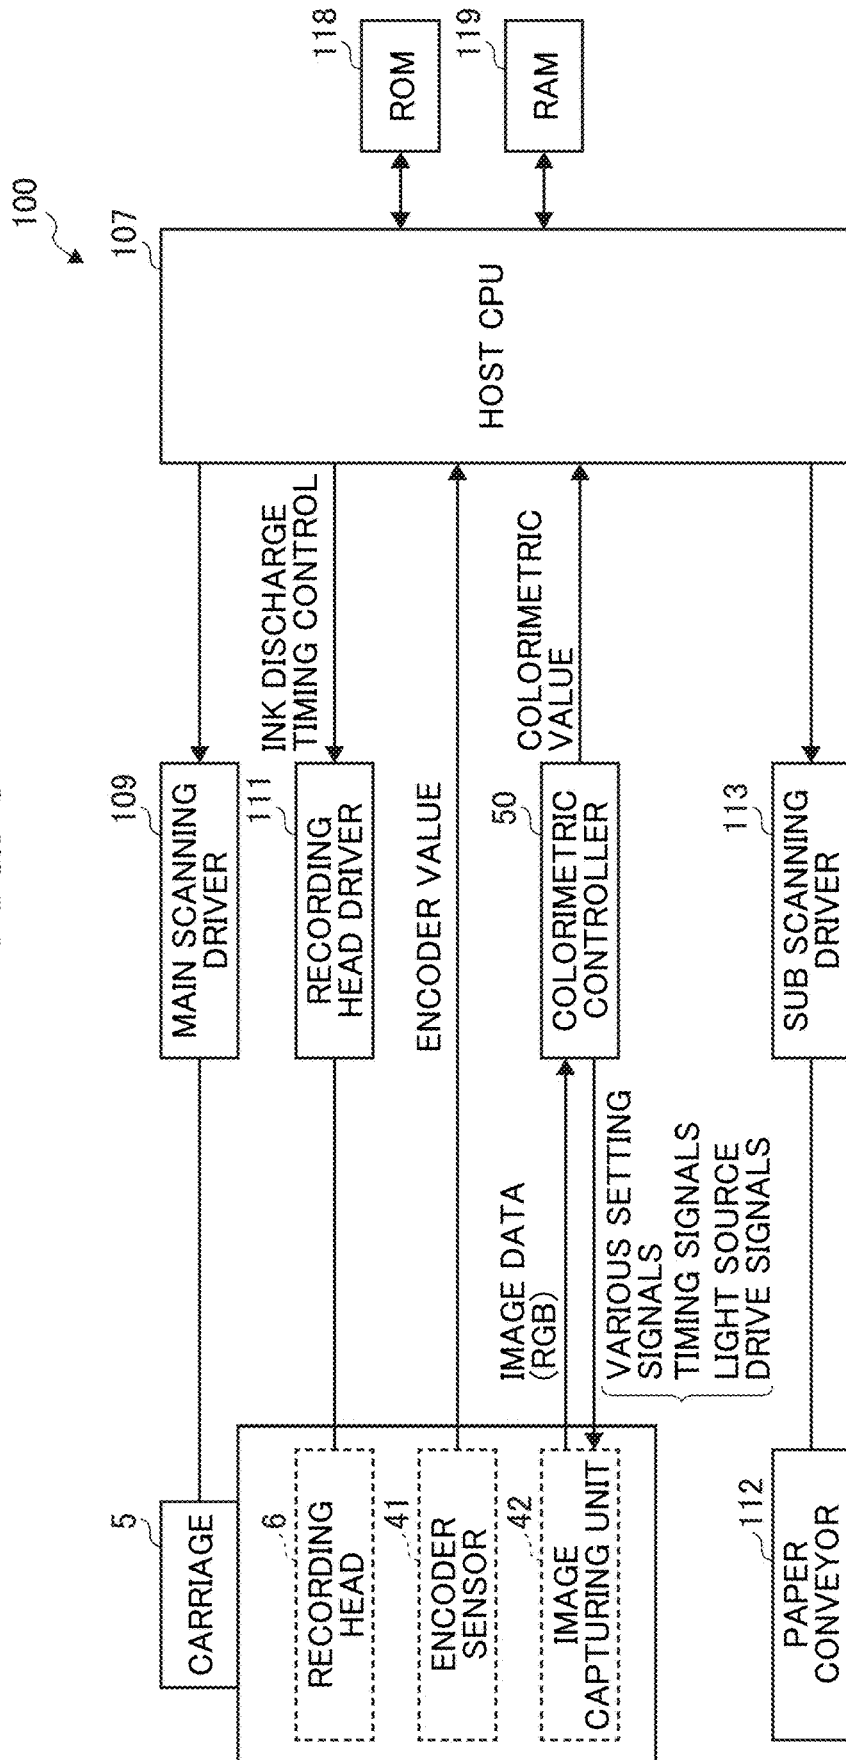 100
5
CARRIAGE
109
MAIN SCANNING
DRIVER
107
HOST CPU
118
ROM
119
RAM
6
RECORDING
HEAD
111
RECORDING
HEAD DRIVER
INK DISCHARGE
TIMING CONTROL
41
ENCODER
SENSOR
ENCODER VALUE
42
IMAGE
CAPTURING UNIT
IMAGE DATA
(RGB)
50
COLORIMETRIC
CONTROLLER
COLORIMETRIC
VALUE
VARIOUS SETTING
SIGNALS
TIMING SIGNALS
LIGHT SOURCE
DRIVE SIGNALS
112
PAPER
CONVEYOR
113
SUB SCANNING
DRIVER